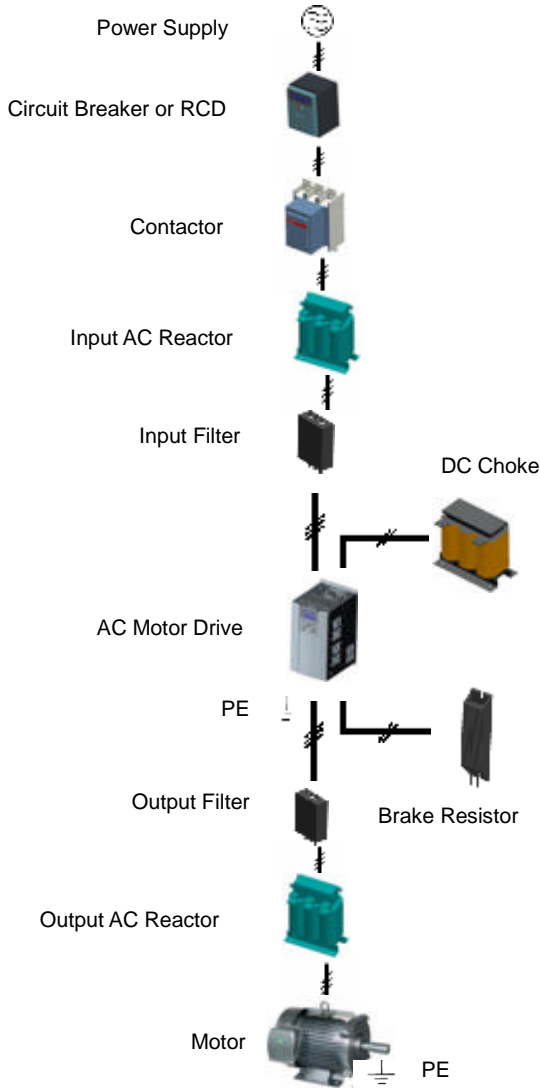 Power Supply
Circuit Breaker or RCD
Contactor
Input AC Reactor
Input Filter
DC Choke
AC Motor Drive
PE
Output Filter
Brake Resistor
Output AC Reactor
Motor
PE